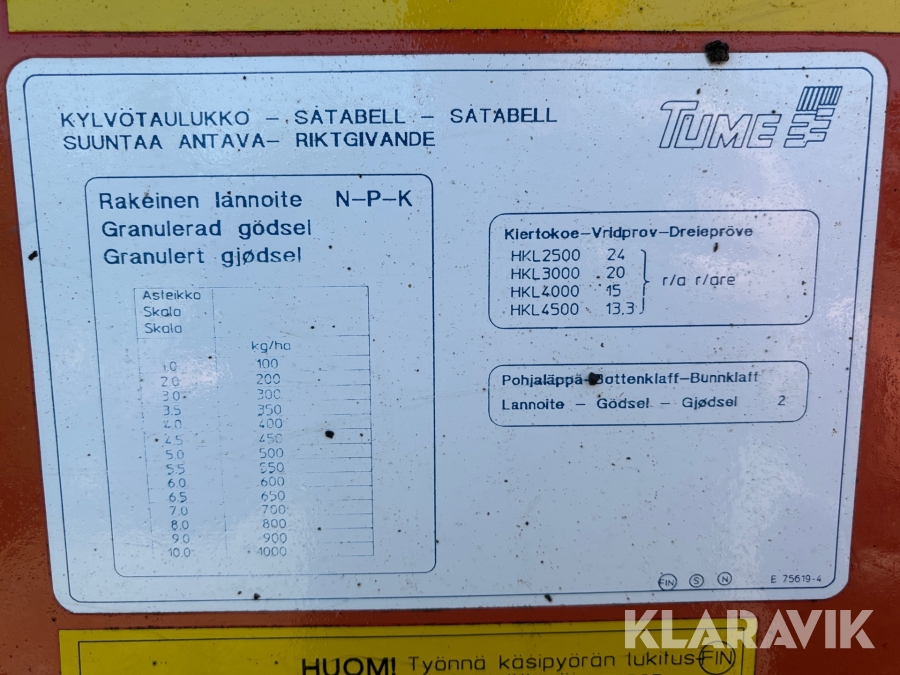 KYLVÖTAULUKKO – SÅTABELL – SÅTABELL
SUUNTAA ANTAVA– RIKTGIVANDE
TUME
Rakeinen lannoite N–P–K
Granulerad gödsel
Granulert gjødsel
Asteikko
Skala
Skala
kg/ha
1.0 100
2.0 200
3.0 300
3.5 350
4.0 400
4.5 450
5.0 500
5.5 550
6.0 600
6.5 650
7.0 700
8.0 800
9.0 900
10.0 1000
Kiertokoe–Vridprov–Dreiepröve
HKL2500 24
HKL3000 20
HKL4000 15
HKL4500 13.3
r/a r/are
Pohjaläppä–Bottenklaff–Bunnklaff
Lannoite – Gödsel – Gjødsel 2
FIN S N E 75619-4
KLARAVIK
HUOM! Työnnä käsipyörän lukitus- FIN